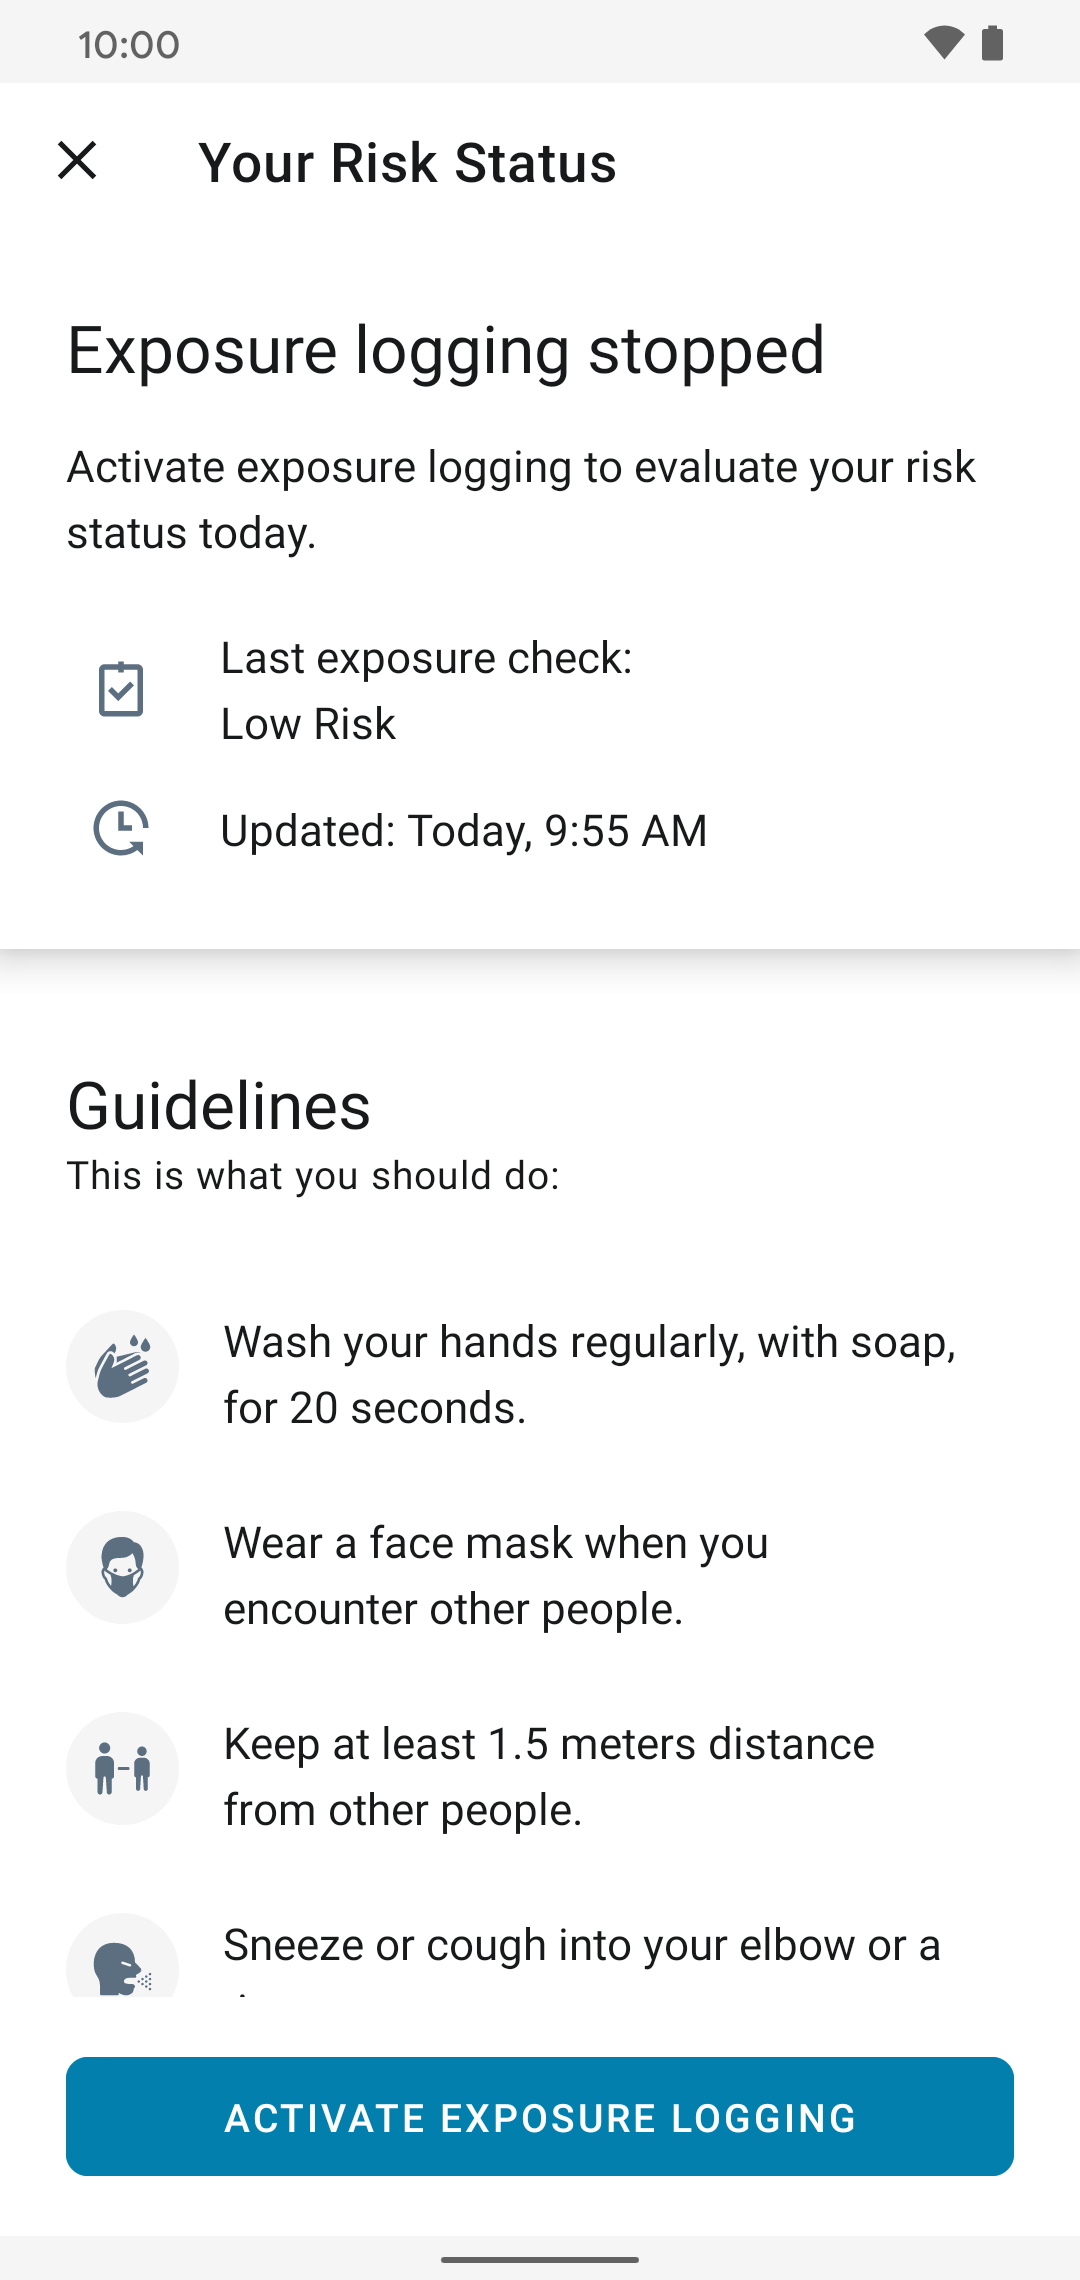 10:00
Your Risk Status
Exposure logging stopped
Activate exposure logging to evaluate your risk
status today.
Last exposure check:
Low Risk
Updated: Today, 9:55 AM
Guidelines
This is what you should do:
Wash your hands regularly, with soap,
for 20 seconds.
Wear a face mask when you
encounter other people.
Keep at least 1.5 meters distance
from other people.
Sneeze or cough into your elbow or a
ACTIVATE EXPOSURE LOGGING